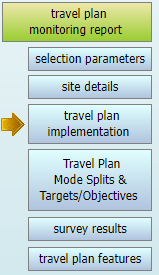 travel plan
monitoring report
selection parameters
site details
travel plan
implementation
Travel Plan
Mode Splits &
Targets/Objectives
survey results
travel plan features